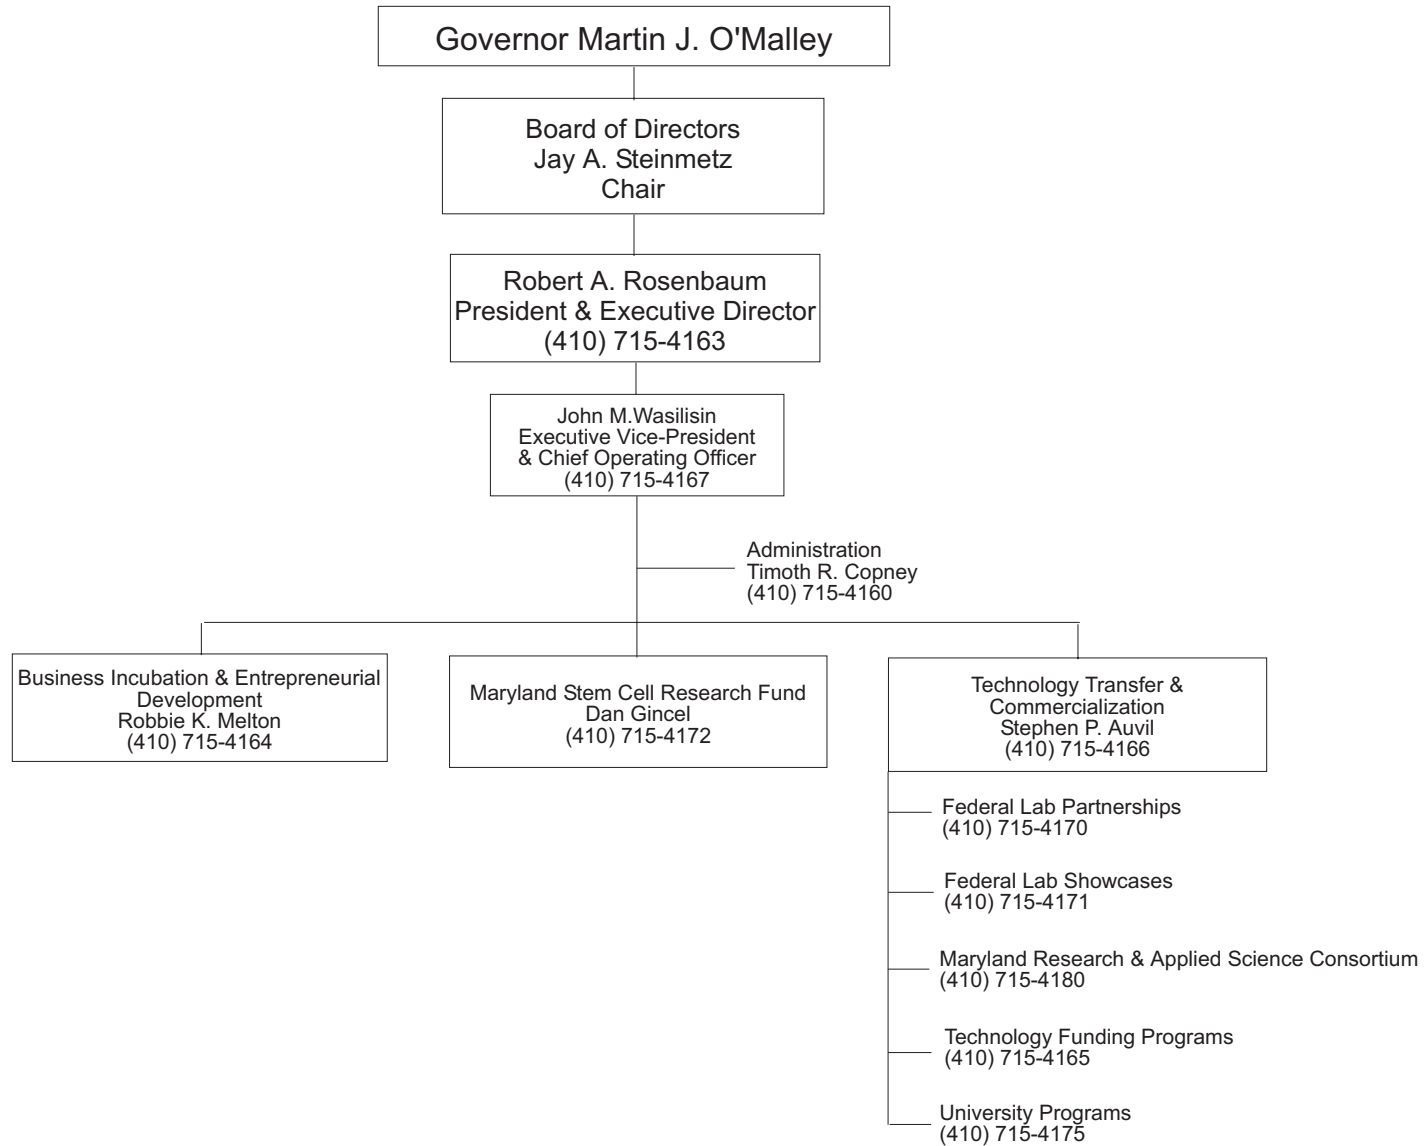 Governor Martin J. O'Malley
Board of Directors
Jay A. Steinmetz
Chair
Robert A. Rosenbaum
President & Executive Director
(410) 715-4163
John M.Wasilisin
Executive Vice-President
& Chief Operating Officer
(410) 715-4167
Administration
Timoth R. Copney
(410) 715-4160
Business Incubation & Entrepreneurial
Development
Robbie K. Melton
(410) 715-4164
Maryland Stem Cell Research Fund
Dan Gincel
(410) 715-4172
Technology Transfer &
Commercialization
Stephen P. Auvil
(410) 715-4166
Federal Lab Partnerships
(410) 715-4170
Federal Lab Showcases
(410) 715-4171
Maryland Research & Applied Science Consortium
(410) 715-4180
Technology Funding Programs
(410) 715-4165
University Programs
(410) 715-4175